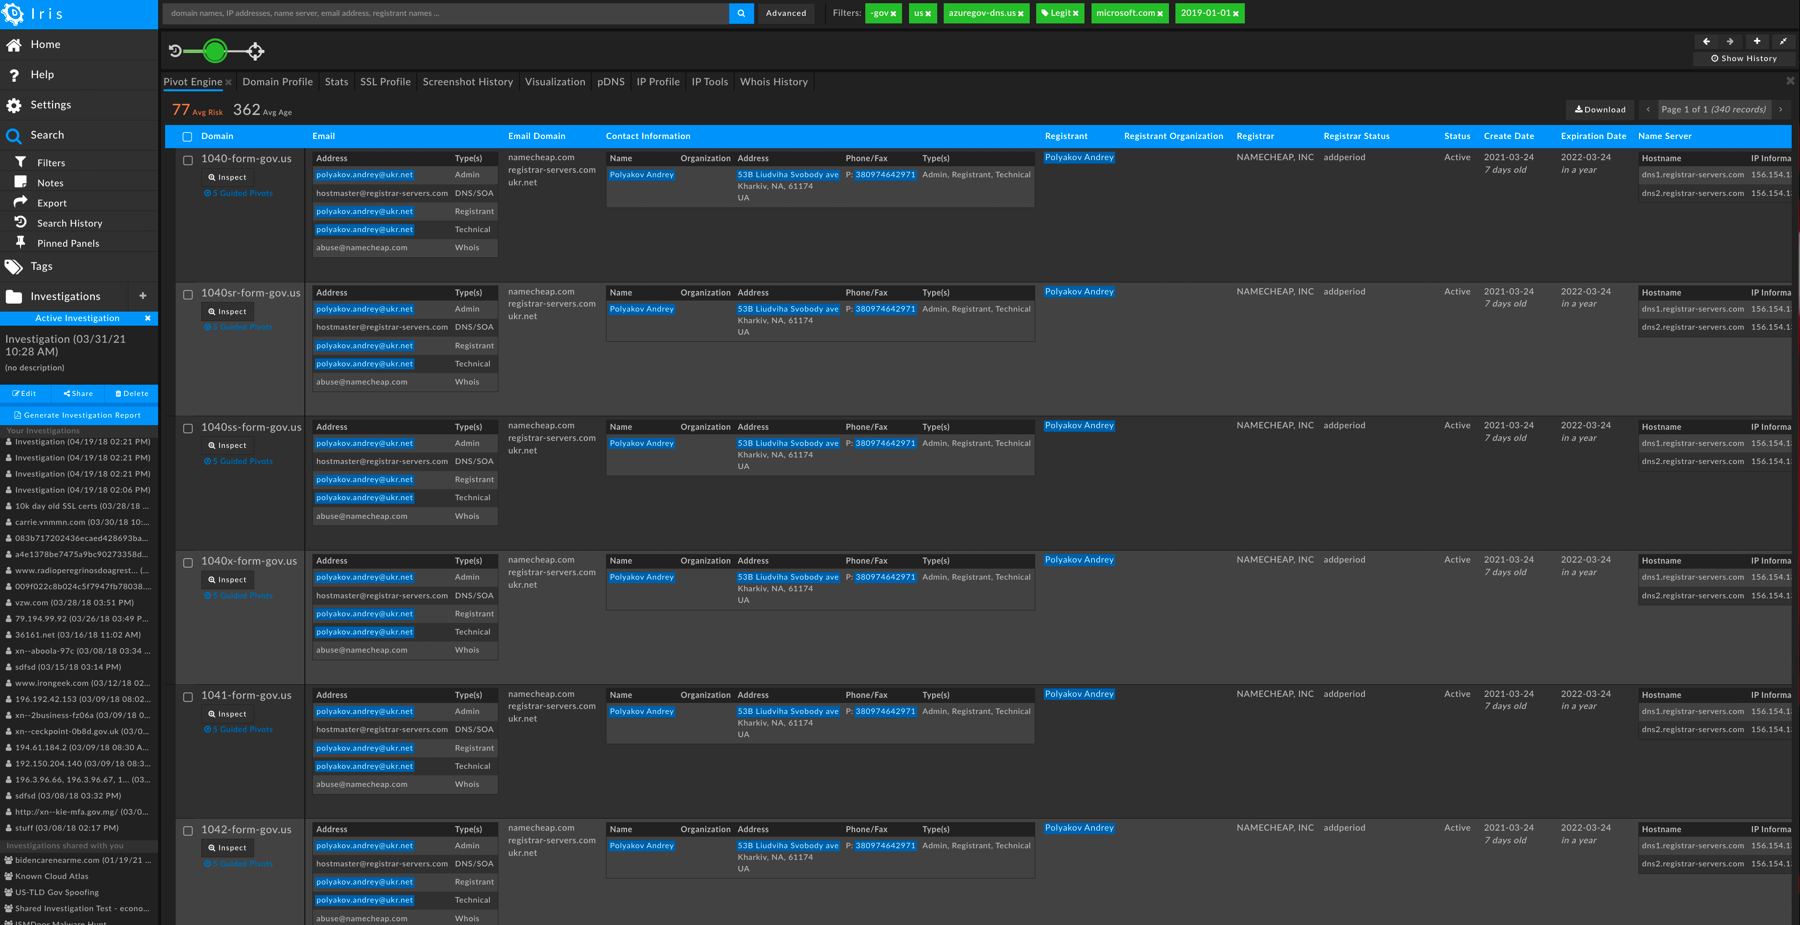 Iris
domain names, IP addresses, name server, email address, registrant names ...
Advanced
Filters:
-gov
us
azuregov-dns.us
Legit
microsoft.com
2019-01-01
Home
Help
Settings
Search
Filters
Notes
Export
Search History
Pinned Panels
Tags
Investigations +
Active Investigation
Investigation (03/31/21
10:28 AM)
(no description)
Edit Share Delete
Generate Investigation Report
Your Investigations
Investigation (04/19/18 02:21 PM)
Investigation (04/19/18 02:21 PM)
Investigation (04/19/18 02:21 PM)
Investigation (04/19/18 02:06 PM)
10k day old SSL certs (03/28/18 ...
carrie.vnmmn.com (03/30/18 10:...
083b717202436ecaed428693ba...
a4e1378be7475a9bc90273358d...
www.radioperegrinosdoagrest...
009f022c8b024c5f7947fb78038...
vzw.com (03/28/18 03:51 PM)
79.194.99.92 (03/26/18 03:49 P...
36161.net (03/16/18 11:02 AM)
xn--aboola-97c (03/08/18 03:34 ...
sdfsd (03/15/18 03:14 PM)
www.irongeek.com (03/12/18 02...
196.192.42.153 (03/09/18 08:02...
xn--2business-fz06a (03/09/18 0...
xn--ceckpoint-0b8d.gov.uk (03/0...
194.61.184.2 (03/09/18 08:30 A...
192.150.204.140 (03/09/18 08:3...
196.3.96.66, 196.3.96.67, 1... (03...
sdfsd (03/08/18 03:32 PM)
http://xn--kie-mfa.gov.mg/ (03/0...
stuff (03/08/18 02:17 PM)
Investigations shared with you
bidencarenearme.com (01/19/21 ...
Known Cloud Atlas
US-TLD Gov Spoofing
Shared Investigation Test - econo...
ISMDoor Malware Hunt
Show History
Pivot Engine Domain Profile Stats SSL Profile Screenshot History Visualization pDNS IP Profile IP Tools Whois History
77 Avg Risk 362 Avg Age
Download
Page 1 of 1 (340 records)
Domain Email Email Domain Contact Information Registrant Registrant Organization Registrar Registrar Status Status Create Date Expiration Date Name Server
1040-form-gov.us
Inspect
5 Guided Pivots
Address Type(s)
polyakov.andrey@ukr.net Admin
hostmaster@registrar-servers.com DNS/SOA
polyakov.andrey@ukr.net Registrant
polyakov.andrey@ukr.net Technical
abuse@namecheap.com Whois
namecheap.com
registrar-servers.com
ukr.net
Name Organization Address Phone/Fax Type(s)
Polyakov Andrey 53B Liudviha Svobody ave P: 380974642971 Admin, Registrant, Technical
Kharkiv, NA, 61174
UA
Polyakov Andrey NAMECHEAP, INC addperiod Active 2021-03-24 2022-03-24
7 days old in a year
Hostname IP Informa
dns1.registrar-servers.com 156.154.1
dns2.registrar-servers.com 156.154.1
1040sr-form-gov.us
Inspect
5 Guided Pivots
Address Type(s)
polyakov.andrey@ukr.net Admin
hostmaster@registrar-servers.com DNS/SOA
polyakov.andrey@ukr.net Registrant
polyakov.andrey@ukr.net Technical
abuse@namecheap.com Whois
namecheap.com
registrar-servers.com
ukr.net
Name Organization Address Phone/Fax Type(s)
Polyakov Andrey 53B Liudviha Svobody ave P: 380974642971 Admin, Registrant, Technical
Kharkiv, NA, 61174
UA
Polyakov Andrey NAMECHEAP, INC addperiod Active 2021-03-24 2022-03-24
7 days old in a year
Hostname IP Informa
dns1.registrar-servers.com 156.154.1
dns2.registrar-servers.com 156.154.1
1040ss-form-gov.us
Inspect
5 Guided Pivots
Address Type(s)
polyakov.andrey@ukr.net Admin
hostmaster@registrar-servers.com DNS/SOA
polyakov.andrey@ukr.net Registrant
polyakov.andrey@ukr.net Technical
abuse@namecheap.com Whois
namecheap.com
registrar-servers.com
ukr.net
Name Organization Address Phone/Fax Type(s)
Polyakov Andrey 53B Liudviha Svobody ave P: 380974642971 Admin, Registrant, Technical
Kharkiv, NA, 61174
UA
Polyakov Andrey NAMECHEAP, INC addperiod Active 2021-03-24 2022-03-24
7 days old in a year
Hostname IP Informa
dns1.registrar-servers.com 156.154.1
dns2.registrar-servers.com 156.154.1
1040x-form-gov.us
Inspect
5 Guided Pivots
Address Type(s)
polyakov.andrey@ukr.net Admin
hostmaster@registrar-servers.com DNS/SOA
polyakov.andrey@ukr.net Registrant
polyakov.andrey@ukr.net Technical
abuse@namecheap.com Whois
namecheap.com
registrar-servers.com
ukr.net
Name Organization Address Phone/Fax Type(s)
Polyakov Andrey 53B Liudviha Svobody ave P: 380974642971 Admin, Registrant, Technical
Kharkiv, NA, 61174
UA
Polyakov Andrey NAMECHEAP, INC addperiod Active 2021-03-24 2022-03-24
7 days old in a year
Hostname IP Informa
dns1.registrar-servers.com 156.154.1
dns2.registrar-servers.com 156.154.1
1041-form-gov.us
Inspect
5 Guided Pivots
Address Type(s)
polyakov.andrey@ukr.net Admin
hostmaster@registrar-servers.com DNS/SOA
polyakov.andrey@ukr.net Registrant
polyakov.andrey@ukr.net Technical
abuse@namecheap.com Whois
namecheap.com
registrar-servers.com
ukr.net
Name Organization Address Phone/Fax Type(s)
Polyakov Andrey 53B Liudviha Svobody ave P: 380974642971 Admin, Registrant, Technical
Kharkiv, NA, 61174
UA
Polyakov Andrey NAMECHEAP, INC addperiod Active 2021-03-24 2022-03-24
7 days old in a year
Hostname IP Informa
dns1.registrar-servers.com 156.154.1
dns2.registrar-servers.com 156.154.1
1042-form-gov.us
Inspect
5 Guided Pivots
Address Type(s)
polyakov.andrey@ukr.net Admin
hostmaster@registrar-servers.com DNS/SOA
polyakov.andrey@ukr.net Registrant
polyakov.andrey@ukr.net Technical
abuse@namecheap.com Whois
namecheap.com
registrar-servers.com
ukr.net
Name Organization Address Phone/Fax Type(s)
Polyakov Andrey 53B Liudviha Svobody ave P: 380974642971 Admin, Registrant, Technical
Kharkiv, NA, 61174
UA
Polyakov Andrey NAMECHEAP, INC addperiod Active 2021-03-24 2022-03-24
7 days old in a year
Hostname IP Informa
dns1.registrar-servers.com 156.154.1
dns2.registrar-servers.com 156.154.1